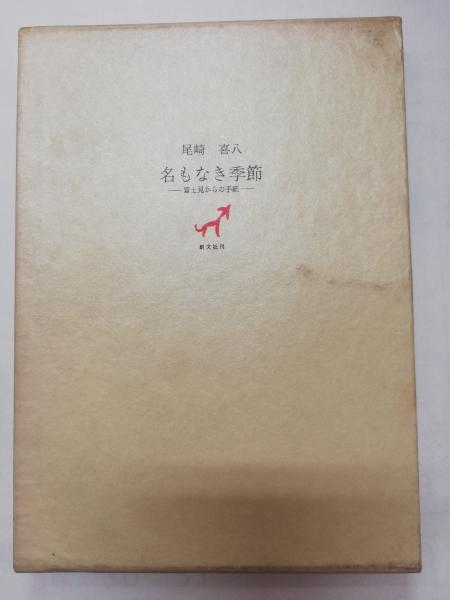 尾崎 喜八
名もなき季節
──富士見からの手紙──
創文社刊